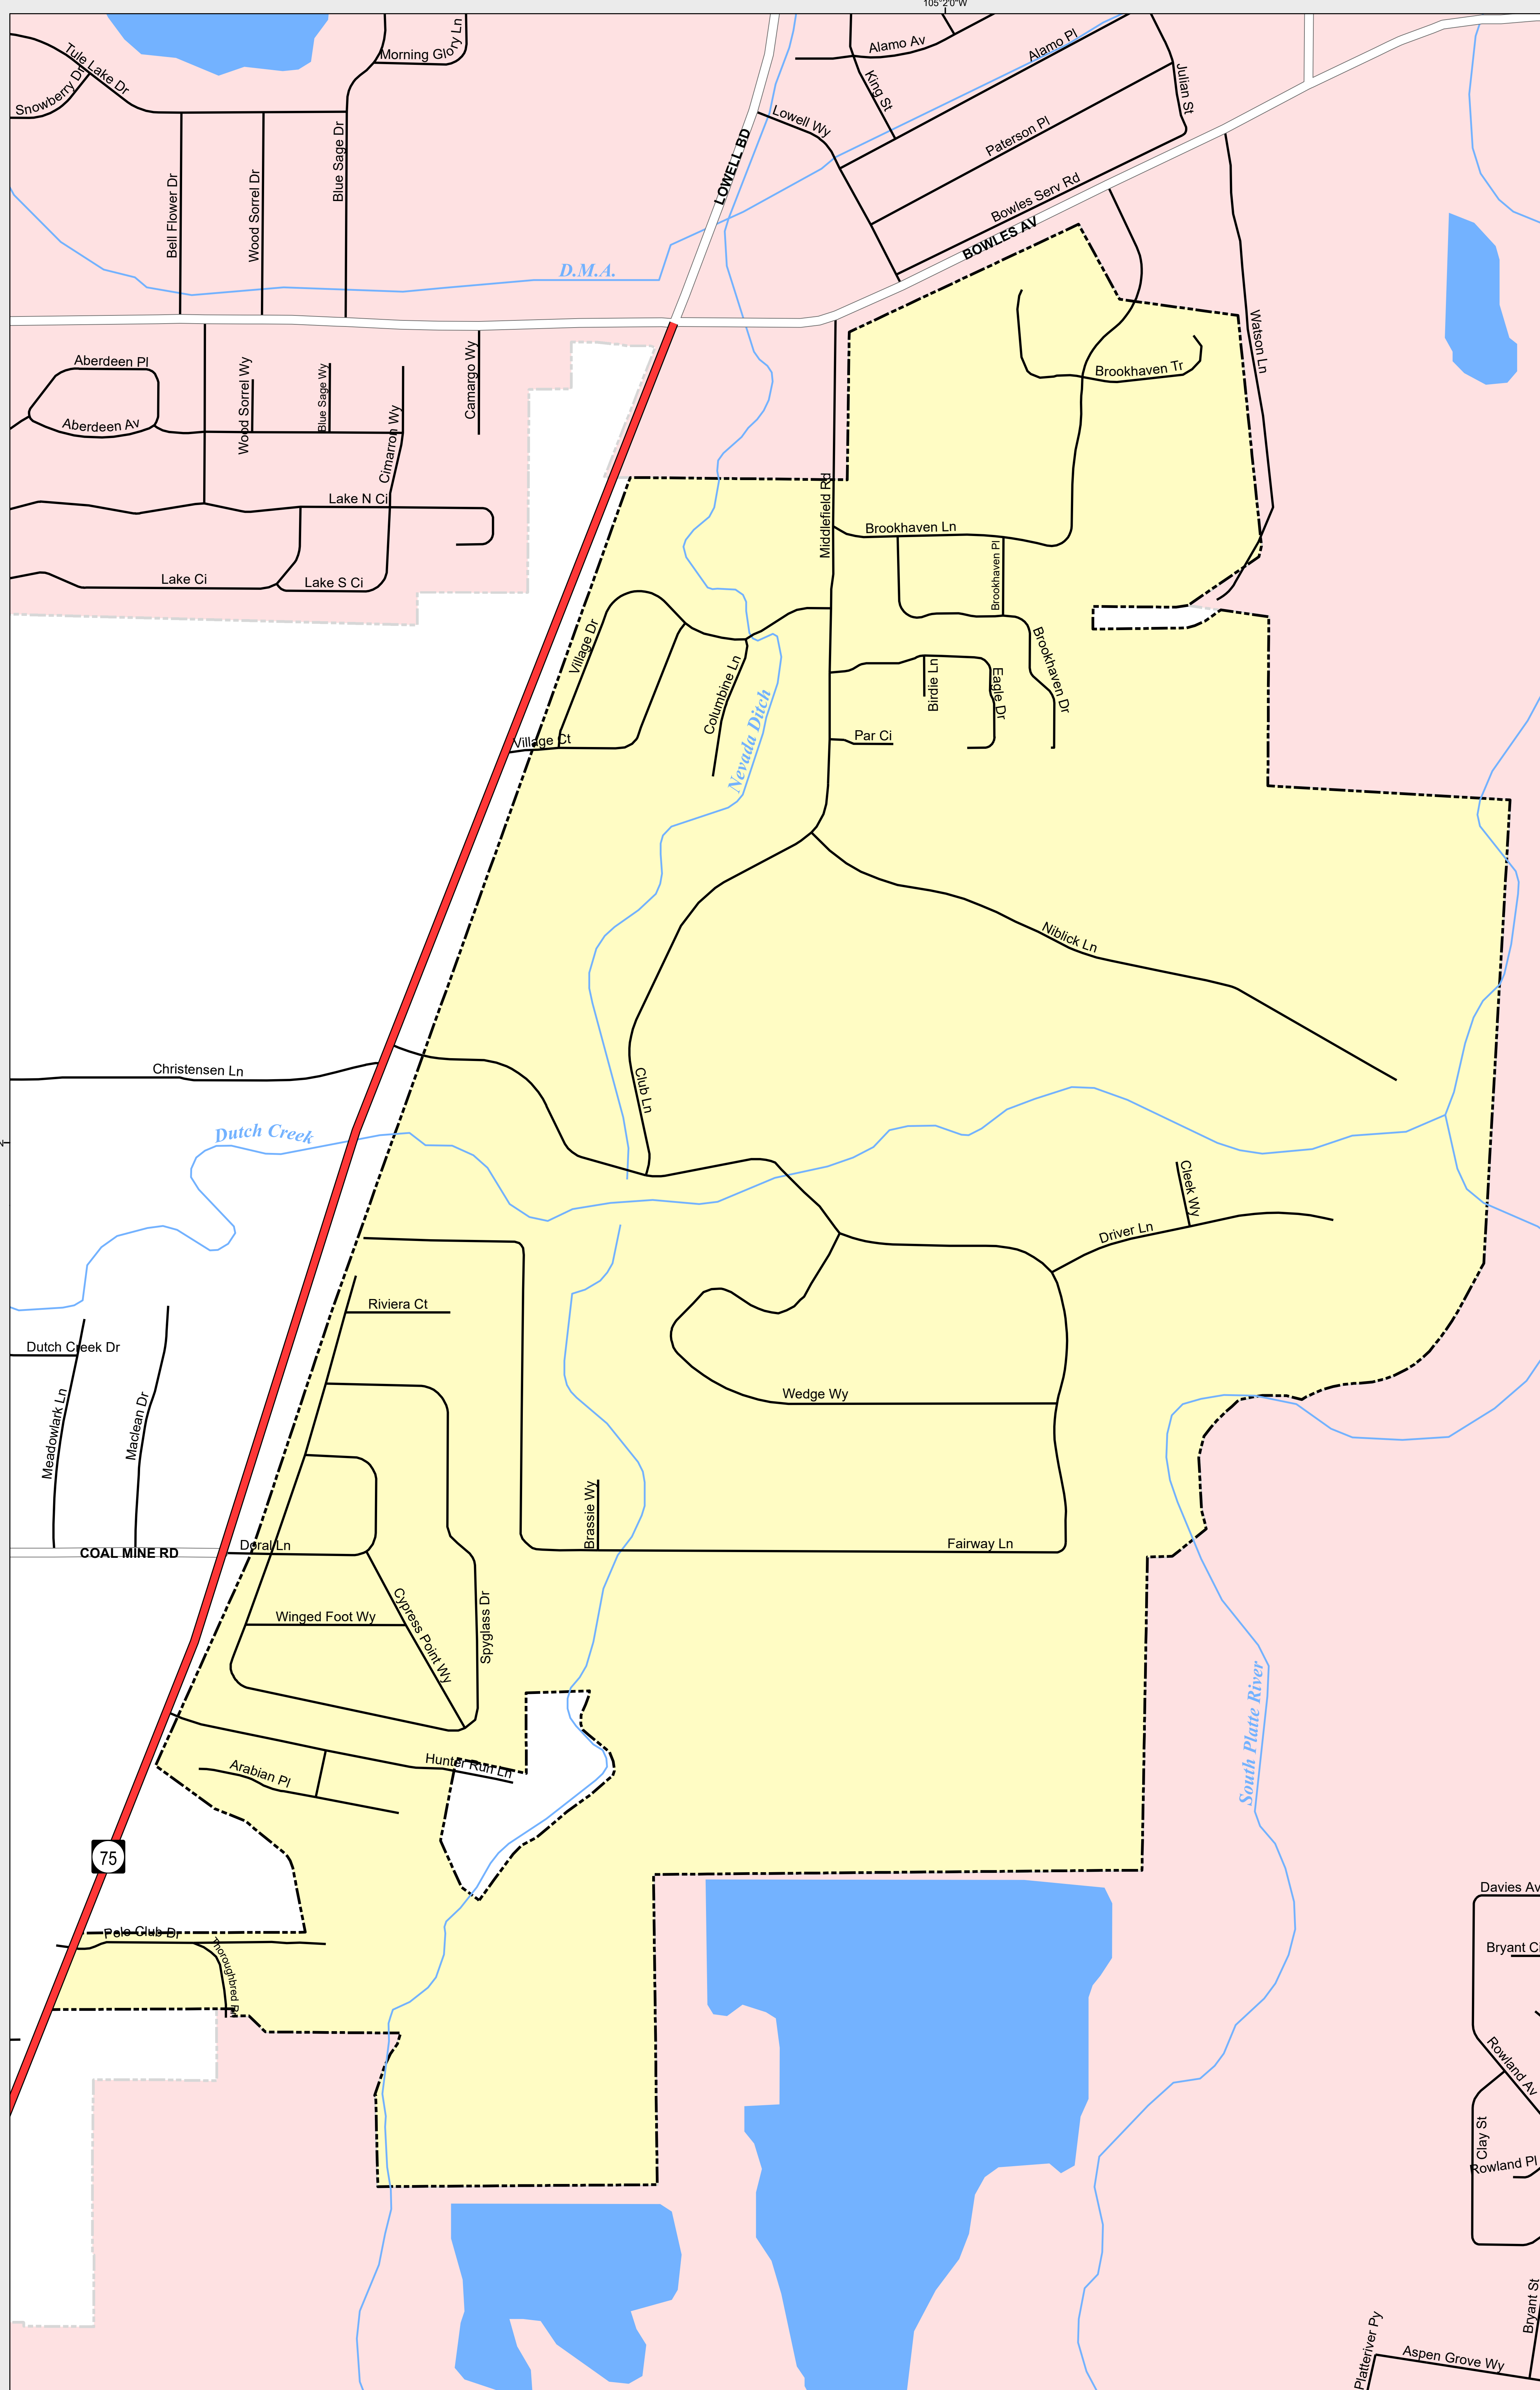 105°2'0"W
Tule Lake Dr
Snowberry Dr
Morning Glory Ln
Alamo Av
Alamo Pl
King St
Julian St
Lowell Wy
Paterson Pl
LOWELL BD
Bell Flower Dr
Wood Sorrel Dr
Blue Sage Dr
Bowles Serv Rd
BOWLES AV
D.M.A.
Watson Ln
Aberdeen Pl
Aberdeen Av
Wood Sorrel Wy
Blue Sage Wy
Cimarron Wy
Camargo Wy
Brookhaven Tr
Lake N Ci
Lake Ci
Lake S Ci
Middlefield Rd
Brookhaven Ln
Brookhaven Pl
Brookhaven Dr
Village Dr
Columbine Ln
Birdie Ln
Eagle Dr
Village Ct
Nevada Ditch
Par Ci
Niblick Ln
Christensen Ln
Club Ln
Dutch Creek
Cleek Wy
Driver Ln
Riviera Ct
Dutch Creek Dr
Meadowlark Ln
Maclean Dr
Wedge Wy
Brassie Wy
COAL MINE RD
Doral Ln
Fairway Ln
Winged Foot Wy
Cypress Point Wy
Spyglass Dr
South Platte River
Arabian Pl
Hunter Run Ln
75
Polo Club Dr
Davies Av
Bryant Ci
Rowland Av
Clay St
Rowland Pl
Bryant St
Platteriver Py
Aspen Grove Wy